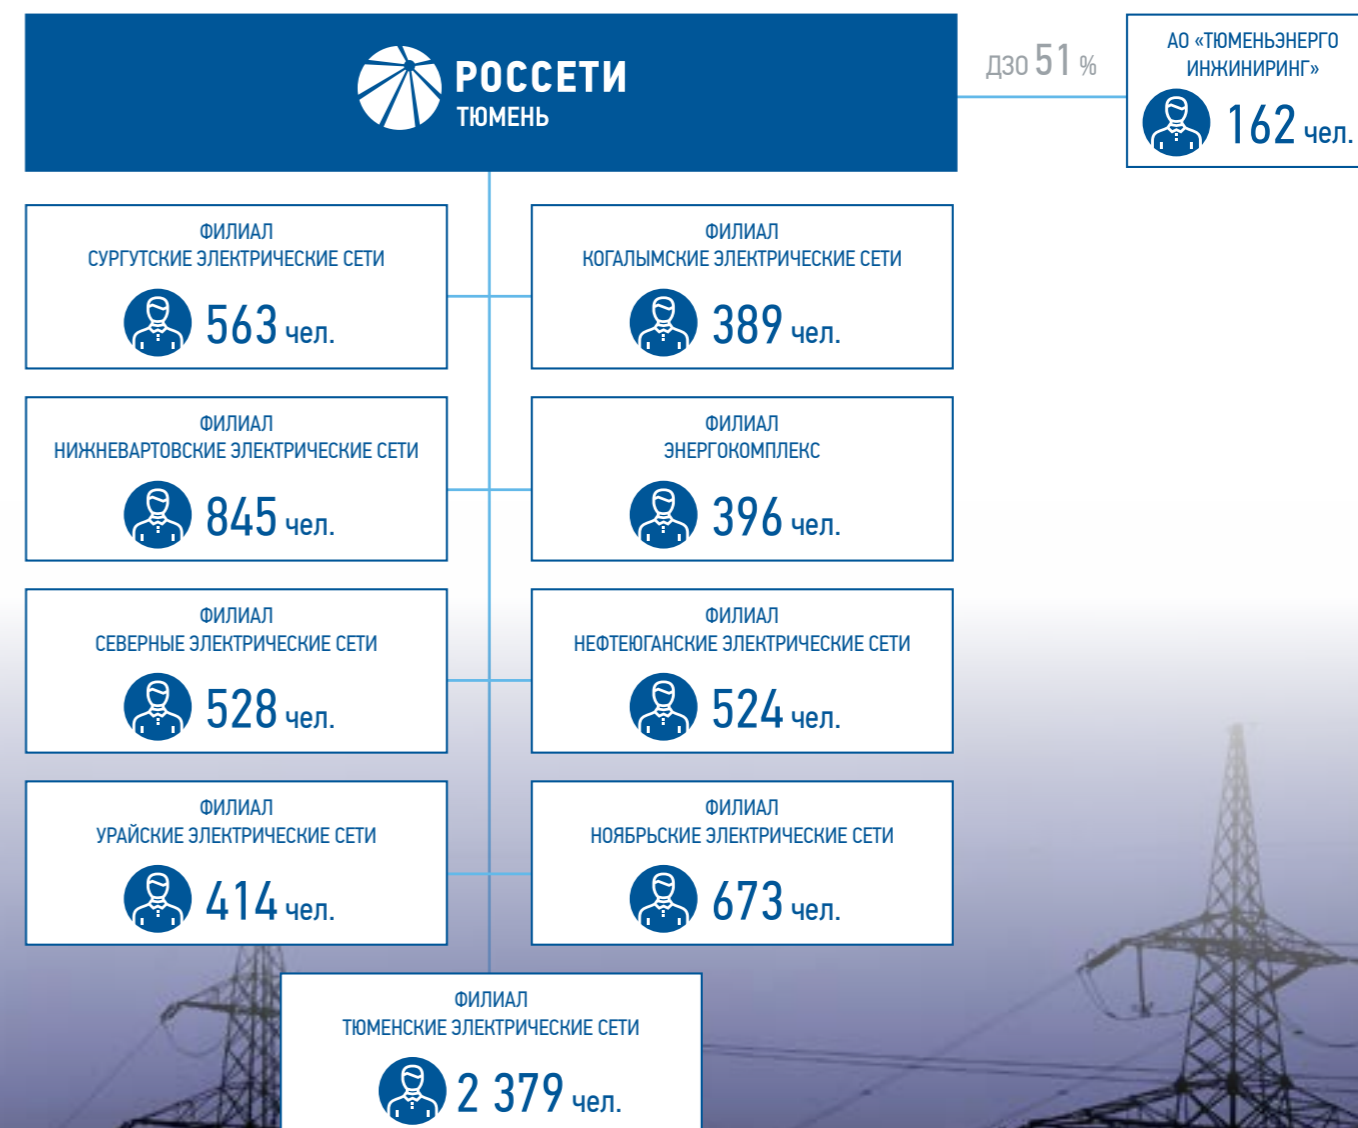 РОССЕТИ
ТЮМЕНЬ
ДЗО 51 %
АО «ТЮМЕНЬЭНЕРГО
ИНЖИНИРИНГ»
162 чел.
ФИЛИАЛ
СУРГУТСКИЕ ЭЛЕКТРИЧЕСКИЕ СЕТИ
563 чел.
ФИЛИАЛ
КОГАЛЫМСКИЕ ЭЛЕКТРИЧЕСКИЕ СЕТИ
389 чел.
ФИЛИАЛ
НИЖНЕВАРТОВСКИЕ ЭЛЕКТРИЧЕСКИЕ СЕТИ
845 чел.
ФИЛИАЛ
ЭНЕРГОКОМПЛЕКС
396 чел.
ФИЛИАЛ
СЕВЕРНЫЕ ЭЛЕКТРИЧЕСКИЕ СЕТИ
528 чел.
ФИЛИАЛ
НЕФТЕЮГАНСКИЕ ЭЛЕКТРИЧЕСКИЕ СЕТИ
524 чел.
ФИЛИАЛ
УРАЙСКИЕ ЭЛЕКТРИЧЕСКИЕ СЕТИ
414 чел.
ФИЛИАЛ
НОЯБРЬСКИЕ ЭЛЕКТРИЧЕСКИЕ СЕТИ
673 чел.
ФИЛИАЛ
ТЮМЕНСКИЕ ЭЛЕКТРИЧЕСКИЕ СЕТИ
2 379 чел.